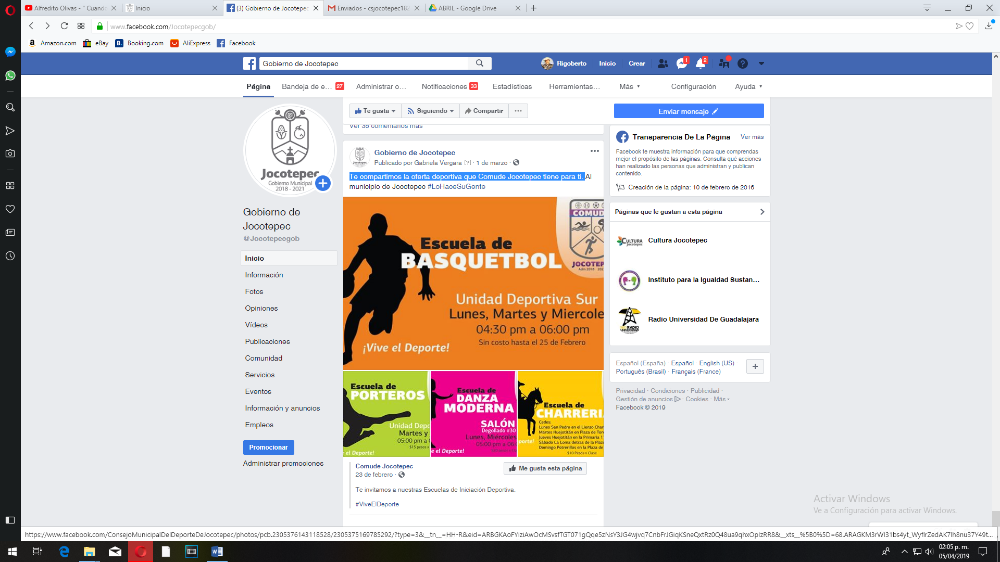 Alfredito Olivas - " Cuando
Inicio
(3) Gobierno de Jocotepec
Enviados - csjocotepec182
ABRIL - Google Drive
www.facebook.com/Jocotepecgob/
Amazon.com
eBay
Booking.com
AliExpress
Facebook
Gobierno de Jocotepec
Rigoberto
Inicio
Crear
1
2
Página
Bandeja de e... 27
Administrar o...
Notificaciones 33
Estadísticas
Herramientas...
Más
Configuración
Ayuda
Te gusta
Siguiendo
Compartir
Enviar mensaje
Jocotepec
Gobierno Municipal
2018 - 2021
Gobierno de
Jocotepec
@Jocotepecgob
Inicio
Información
Fotos
Opiniones
Vídeos
Publicaciones
Comunidad
Servicios
Eventos
Información y anuncios
Empleos
Promocionar
Administrar promociones
Ver 35 comentarios más
Gobierno de Jocotepec
Publicado por Gabriela Vergara [?] · 1 de marzo ·
Te compartimos la oferta deportiva que Comude Jocotepec tiene para ti. Al
municipio de Jocotepec #LoHaceSuGente
COMUDE
JOCOTEPEC
Adm 2018
Escuela de
BASQUETBOL
Unidad Deportiva Sur
Lunes, Martes y Miercole
04:30 pm a 06:00 pm
Sin costo hasta el 25 de Febrero
¡Vive el Deporte!
Escuela de
PORTEROS
Unidad Depo
Martes y
05:00 pm a
$15 pesos x
e el Deporte!
Escuela de
DANZA
MODERNA
SALÓN
Degollado #30
Lunes, Miércoles
05:00 pm a 06:
e el Deporte!
Escuela de
CHARRERI
Cedes:
Lunes San Pedro en el Lienzo Char
Martes Huejotitán en Plaza de Tor
Jueves Huejotitán en la Primaria 1
Sábado La Loma detras de la Plaza
Domingo Potrerillos en la Plaza de
$10 Pesos x Clase
porte!
Comude Jocotepec
23 de febrero ·
Me gusta esta página
Te invitamos a nuestras Escuelas de Iniciación Deportiva.
#ViveElDeporte
Transparencia De La Página
Ver más
Facebook te muestra información para que comprendas
mejor el propósito de las páginas. Consulta qué acciones
han realizado las personas que administran y publican
contenido.
Creación de la página: 10 de febrero de 2016
Páginas que le gustan a esta página
CULTURA
Jocotepec
Cultura Jocotepec
Instituto para la Igualdad Sustan...
RADIO
UNIVERSIDAD
Radio Universidad De Guadalajara
Español (España) · Español · English (US) ·
Português (Brasil) · Français (France)
Privacidad · Condiciones · Publicidad ·
Gestión de anuncios · Cookies · Más
Facebook © 2019
Activar Windows
Ve a Configuración para activar Windows.
https://www.facebook.com/ConsejoMunicipalDelDeporteDeJocotepec/photos/pcb.2305376143118528/2305375169785292/?type=3&__tn__=HH-R&eid=ARBGKAoFYiziAwOcMSvsfTGT071gQqe5zNsY3JG4wjvq7CnbFrJGiqKSneQxtRz0Q48ua9qhxOpIzRR8&__xts__%5B0%5D=68.ARAGKM3rWI31bs4yt_WyflrZedAK7lh8nu37Y49t...
02:05 p. m.
05/04/2019